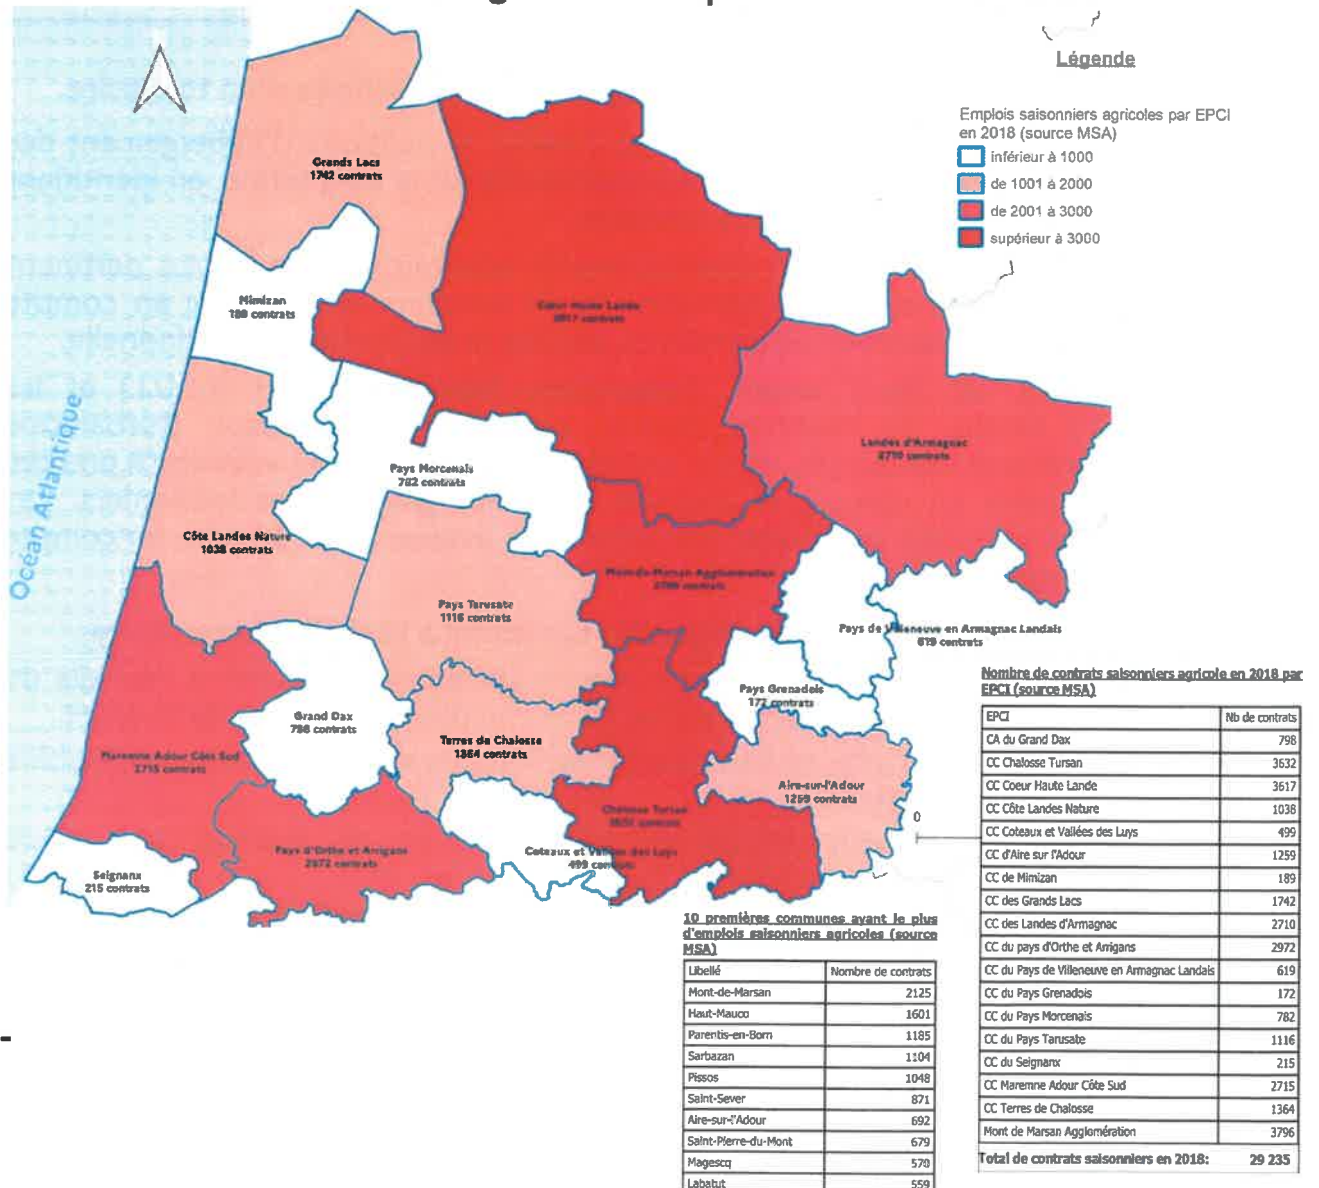 Légende
Emplois saisonniers agricoles par EPCI
en 2018 (source MSA)
inférieur à 1000
de 1001 à 2000
de 2001 à 3000
supérieur à 3000
Océan Atlantique
Grands Lacs
1742 contrats
Mimizan
189 contrats
Cœur Haute Lande
3617 contrats
Landes d'Armagnac
2710 contrats
Pays Morcenais
782 contrats
Côte Landes Nature
1038 contrats
Mont-de-Marsan Agglomération
3796 contrats
Pays Tarusate
1116 contrats
Pays de Villeneuve en Armagnac Landais
619 contrats
Pays Grenadois
172 contrats
Grand Dax
798 contrats
Terres de Chalosse
1364 contrats
Maremne Adour Côte Sud
2715 contrats
Aire-sur-l'Adour
1259 contrats
Chalosse Tursan
3632 contrats
Pays d'Orthe et Arrigans
2972 contrats
Coteaux et Vallées des Luys
499 contrats
Seignanx
215 contrats
0
Nombre de contrats saisonniers agricole en 2018 par
EPCI (source MSA)
EPCI Nb de contrats
CA du Grand Dax 798
CC Chalosse Tursan 3632
CC Coeur Haute Lande 3617
CC Côte Landes Nature 1038
CC Coteaux et Vallées des Luys 499
CC d'Aire sur l'Adour 1259
CC de Mimizan 189
CC des Grands Lacs 1742
CC des Landes d'Armagnac 2710
CC du pays d'Orthe et Arrigans 2972
CC du Pays de Villeneuve en Armagnac Landais 619
CC du Pays Grenadois 172
CC du Pays Morcenais 782
CC du Pays Tarusate 1116
CC du Seignanx 215
CC Maremne Adour Côte Sud 2715
CC Terres de Chalosse 1364
Mont de Marsan Agglomération 3796
Total de contrats saisonniers en 2018: 29 235
10 premières communes ayant le plus
d'emplois saisonniers agricoles (source
MSA)
Libellé Nombre de contrats
Mont-de-Marsan 2125
Haut-Mauco 1601
Parentis-en-Born 1185
Sarbazan 1104
Pissos 1048
Saint-Sever 871
Aire-sur-l'Adour 692
Saint-Pierre-du-Mont 679
Magescq 570
Labatut 559